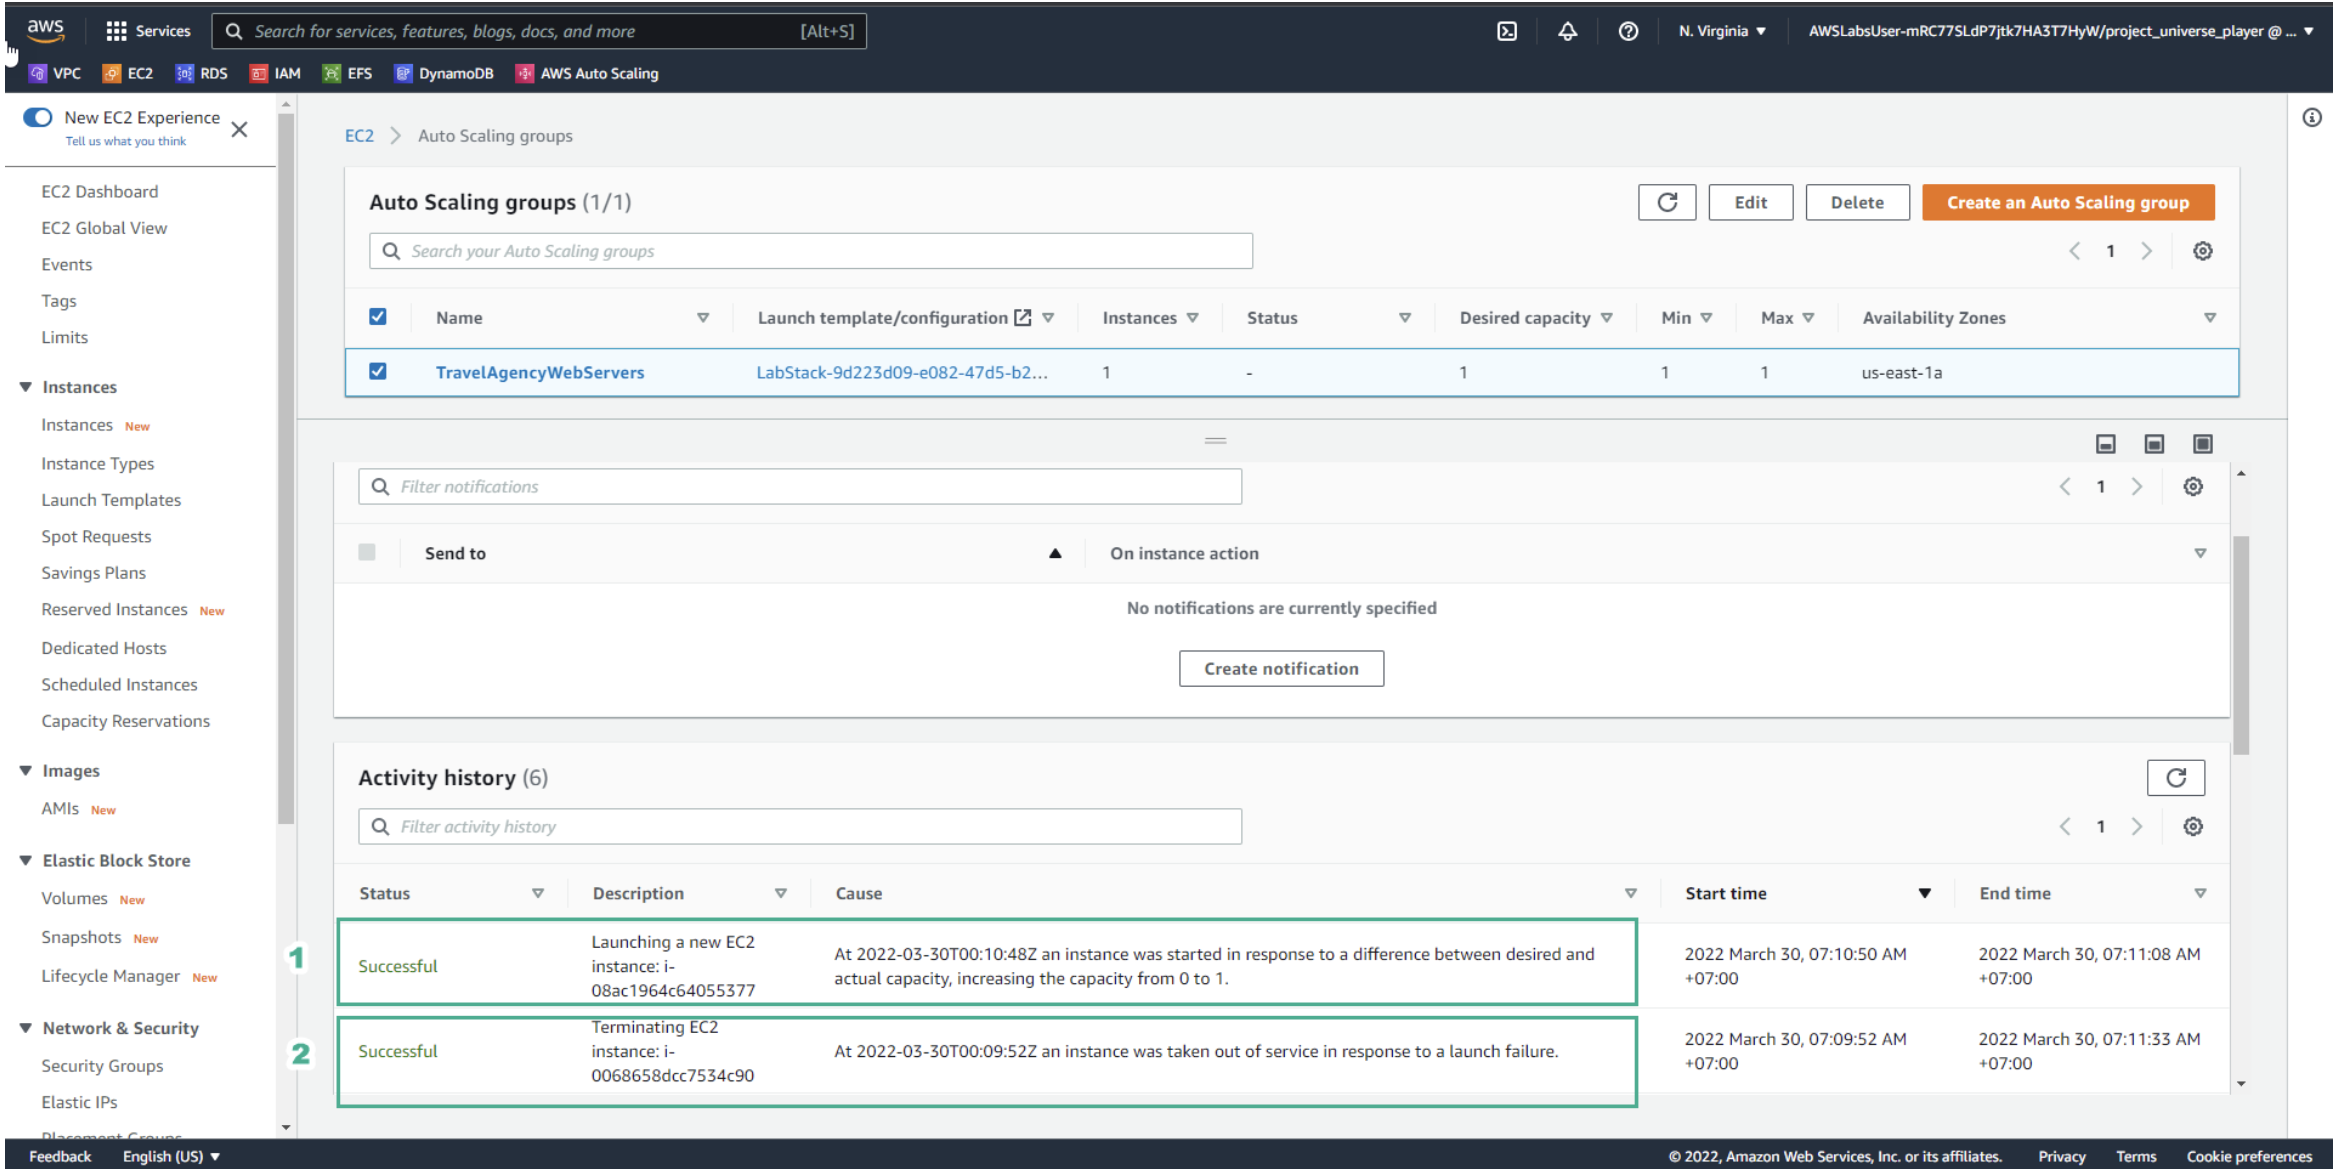 aws
Services
Search for services, features, blogs, docs, and more
[Alt+S]
N. Virginia ▼
AWSLabsUser-mRC77SLdP7jtk7HA3T7HyW/project_universe_player @ ... ▼
VPC
EC2
RDS
IAM
EFS
DynamoDB
AWS Auto Scaling
New EC2 Experience
Tell us what you think
EC2 Dashboard
EC2 Global View
Events
Tags
Limits
Instances
Instances New
Instance Types
Launch Templates
Spot Requests
Savings Plans
Reserved Instances New
Dedicated Hosts
Scheduled Instances
Capacity Reservations
Images
AMIs New
Elastic Block Store
Volumes New
Snapshots New
Lifecycle Manager New
Network & Security
Security Groups
Elastic IPs
Placement Groups
EC2 > Auto Scaling groups
Auto Scaling groups (1/1)
Edit
Delete
Create an Auto Scaling group
Search your Auto Scaling groups
1
Name
Launch template/configuration
Instances
Status
Desired capacity
Min
Max
Availability Zones
TravelAgencyWebServers
LabStack-9d223d09-e082-47d5-b2...
1
-
1
1
1
us-east-1a
Filter notifications
1
Send to
On instance action
No notifications are currently specified
Create notification
Activity history (6)
Filter activity history
1
Status
Description
Cause
Start time
End time
1
Successful
Launching a new EC2
instance: i-
08ac1964c64055377
At 2022-03-30T00:10:48Z an instance was started in response to a difference between desired and
actual capacity, increasing the capacity from 0 to 1.
2022 March 30, 07:10:50 AM
+07:00
2022 March 30, 07:11:08 AM
+07:00
2
Successful
Terminating EC2
instance: i-
0068658dcc7534c90
At 2022-03-30T00:09:52Z an instance was taken out of service in response to a launch failure.
2022 March 30, 07:09:52 AM
+07:00
2022 March 30, 07:11:33 AM
+07:00
Feedback
English (US) ▼
© 2022, Amazon Web Services, Inc. or its affiliates.
Privacy
Terms
Cookie preferences